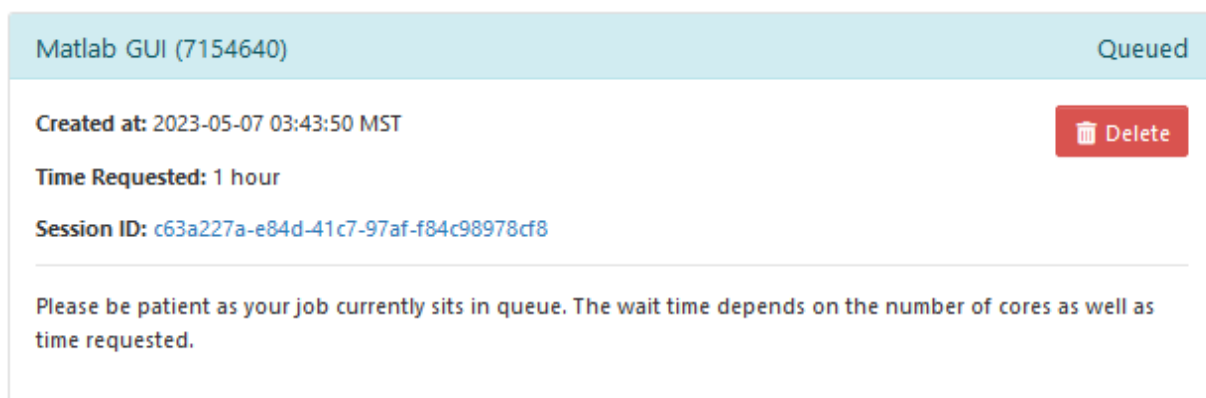 Matlab GUI (7154640) Queued
Created at: 2023-05-07 03:43:50 MST
Delete
Time Requested: 1 hour
Session ID: c63a227a-e84d-41c7-97af-f84c98978cf8
Please be patient as your job currently sits in queue. The wait time depends on the number of cores as well as
time requested.